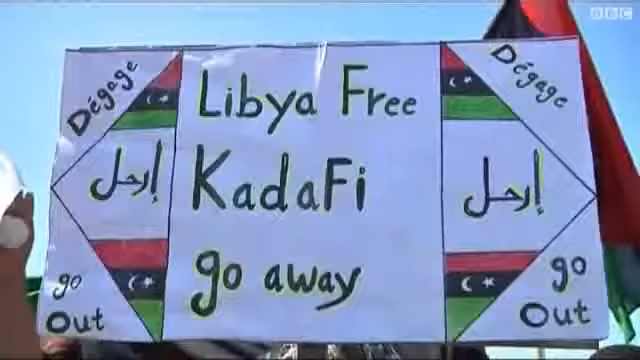 BBC
Dégage
Libya Free
Dégage
إرحل
KadaFi
إرحل
go
Out
go away
go
Out